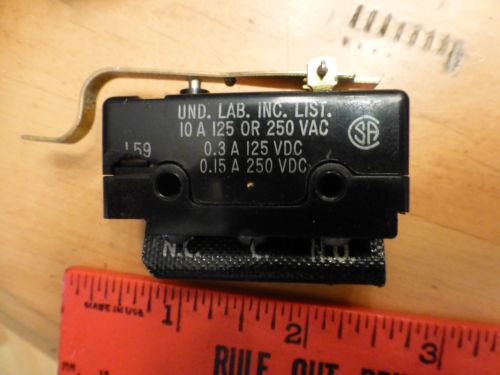 UND. LAB. INC. LIST.
10 A 125 OR 250 VAC
0.3 A 125 VDC
0.15 A 250 VDC
L59
N.C. C.
MADE IN USA
1 2 3
RULE OUT